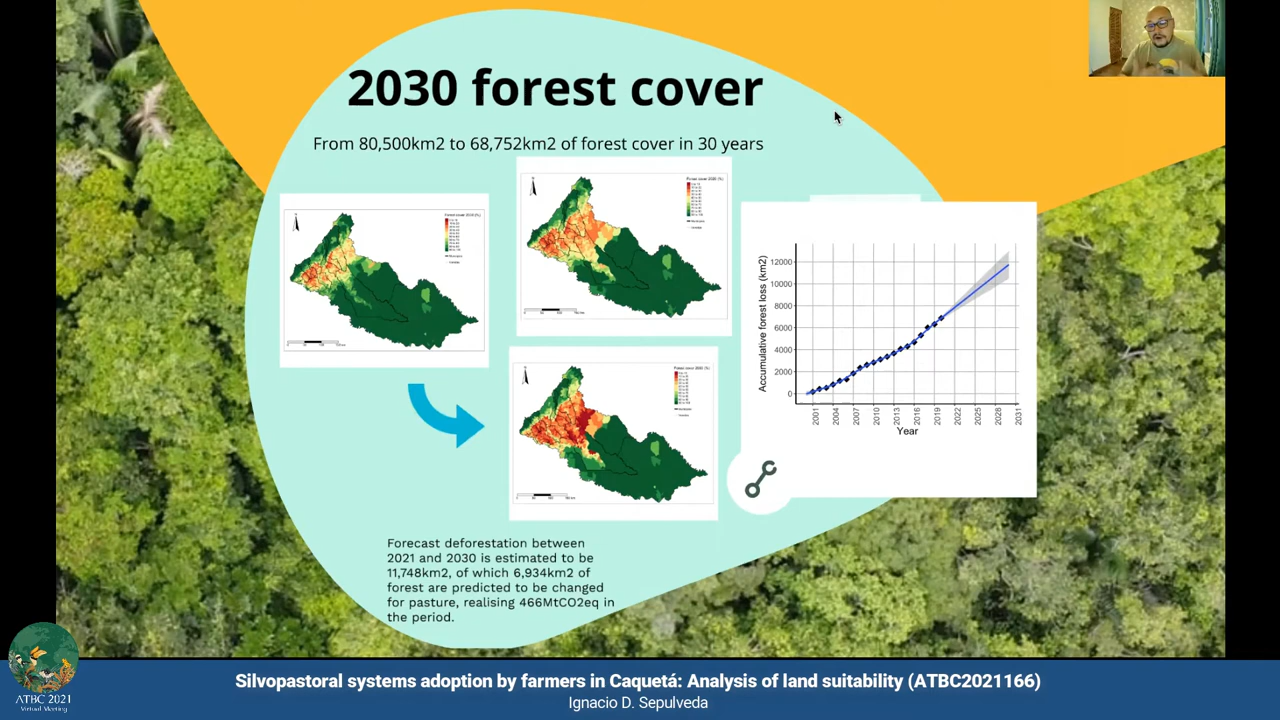 2030 forest cover
From 80,500km2 to 68,752km2 of forest cover in 30 years
Accumulative forest loss (km2)
12000
10000
8000
6000
4000
2000
0
2001
2004
2007
2010
2013
2016
2019
2022
2025
2028
2031
Year
Forecast deforestation between
2021 and 2030 is estimated to be
11,748km2, of which 6,934km2 of
forest are predicted to be changed
for pasture, realising 466MtCO2eq in
the period.
ATBC 2021
Virtual Meeting
Silvopastoral systems adoption by farmers in Caquetá: Analysis of land suitability (ATBC2021166)
Ignacio D. Sepulveda